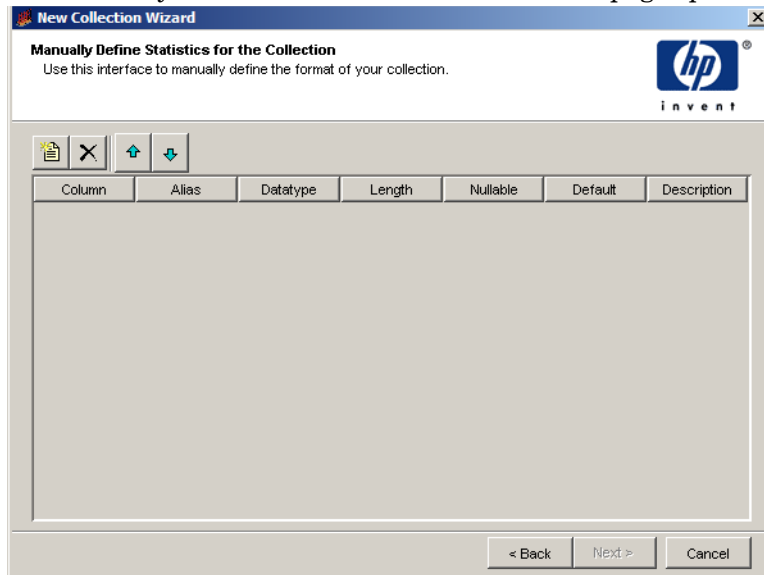 New Collection Wizard
Manually Define Statistics for the Collection
Use this interface to manually define the format of your collection.
hp
®
invent
Column Alias Datatype Length Nullable Default Description
< Back Next > Cancel